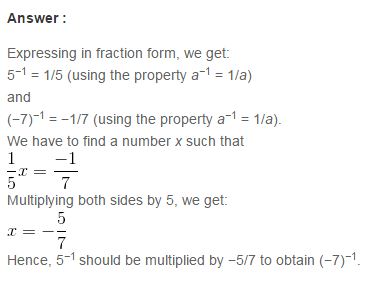 Answer :
Expressing in fraction form, we get:
5⁻¹ = 1/5 (using the property a⁻¹ = 1/a)
and
(−7)⁻¹ = −1/7 (using the property a⁻¹ = 1/a).
We have to find a number x such that
1/5 x = −1/7
Multiplying both sides by 5, we get:
x = −5/7
Hence, 5⁻¹ should be multiplied by −5/7 to obtain (−7)⁻¹.